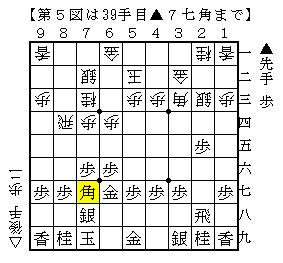 【第５図は39手目▲７七角まで】
9 8 7 6 5 4 3 2 1
香 金 桂 香 一
銀 王 金 二
歩 桂 歩 歩 角 銀 歩 三
飛 歩 歩 四
歩 五
歩 歩 六
歩 歩 角 金 歩 歩 歩 歩 七
銀 飛 八
香 桂 玉 金 銀 桂 香 九
▲先手 歩
△後手 歩二